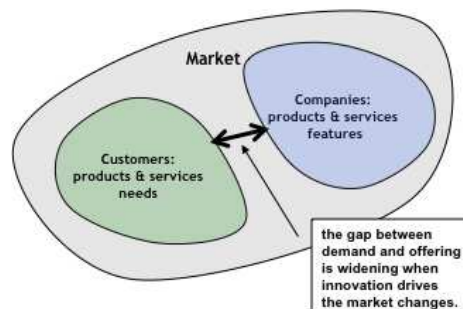 Market
Companies:
products & services
features
Customers:
products & services
needs
the gap between
demand and offering
is widening when
innovation drives
the market changes.